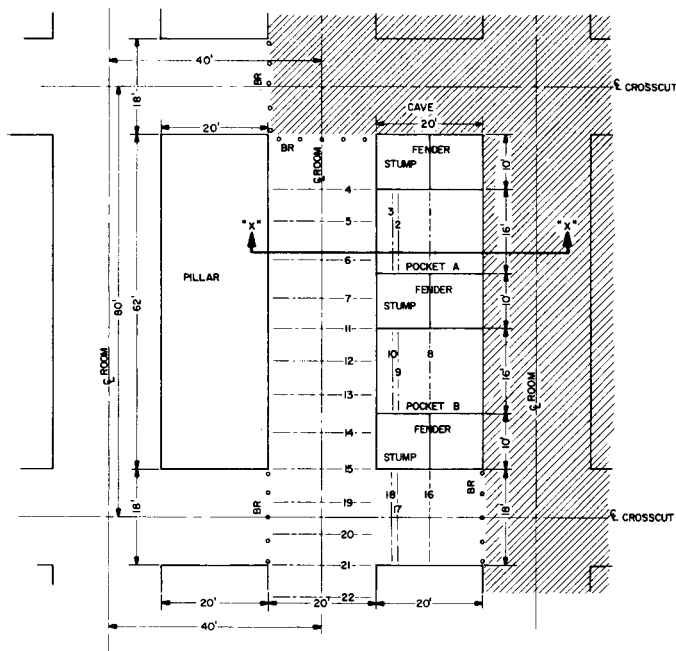 40'
BR
18'
℄ CROSSCUT
CAVE
20'
20'
BR
℄ ROOM
FENDER
STUMP
10'
4
3
2
5
"X"
"X"
16'
6
POCKET A
PILLAR
80'
62'
FENDER
7
STUMP
10'
11
10
8
12
9
16'
℄ ROOM
℄ ROOM
13
POCKET B
14
FENDER
STUMP
10'
15
BR
18
16
BR
19
17
18'
18'
℄ CROSSCUT
20
21
22
20'
20'
20'
40'